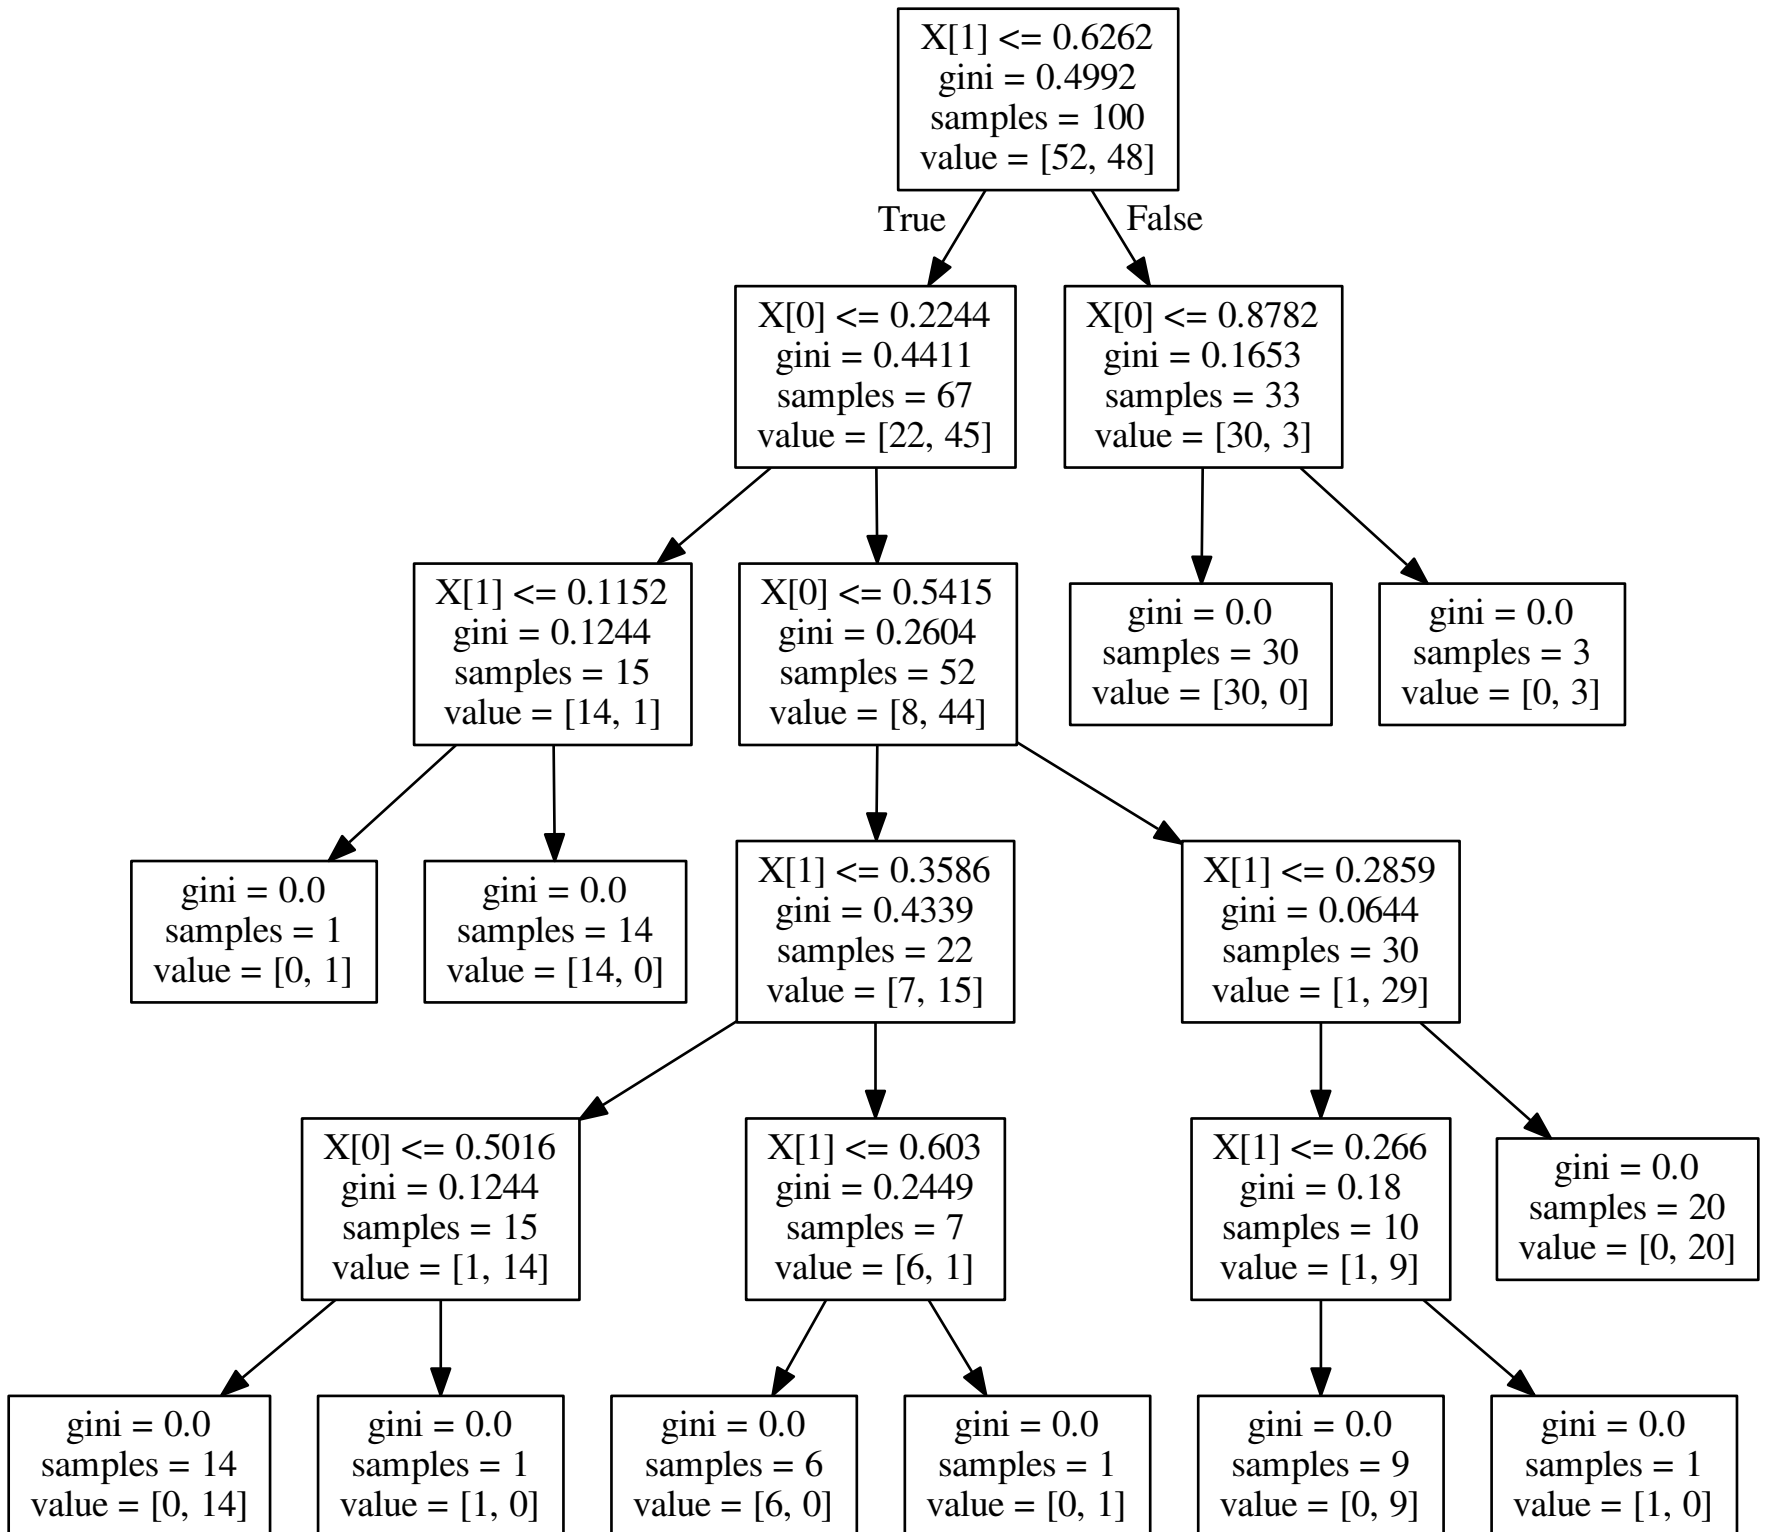 X[1] <= 0.6262
gini = 0.4992
samples = 100
value = [52, 48]
True
False
X[0] <= 0.2244
gini = 0.4411
samples = 67
value = [22, 45]
X[0] <= 0.8782
gini = 0.1653
samples = 33
value = [30, 3]
X[1] <= 0.1152
gini = 0.1244
samples = 15
value = [14, 1]
X[0] <= 0.5415
gini = 0.2604
samples = 52
value = [8, 44]
gini = 0.0
samples = 30
value = [30, 0]
gini = 0.0
samples = 3
value = [0, 3]
gini = 0.0
samples = 1
value = [0, 1]
gini = 0.0
samples = 14
value = [14, 0]
X[1] <= 0.3586
gini = 0.4339
samples = 22
value = [7, 15]
X[1] <= 0.2859
gini = 0.0644
samples = 30
value = [1, 29]
X[0] <= 0.5016
gini = 0.1244
samples = 15
value = [1, 14]
X[1] <= 0.603
gini = 0.2449
samples = 7
value = [6, 1]
X[1] <= 0.266
gini = 0.18
samples = 10
value = [1, 9]
gini = 0.0
samples = 20
value = [0, 20]
gini = 0.0
samples = 14
value = [0, 14]
gini = 0.0
samples = 1
value = [1, 0]
gini = 0.0
samples = 6
value = [6, 0]
gini = 0.0
samples = 1
value = [0, 1]
gini = 0.0
samples = 9
value = [0, 9]
gini = 0.0
samples = 1
value = [1, 0]